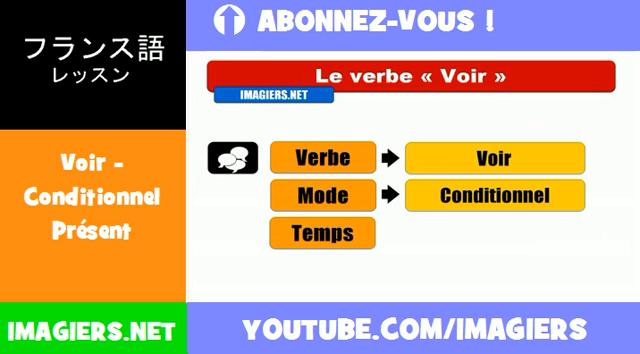 フランス語
レッスン
Voir -
Conditionnel
Présent
IMAGIERS.NET
ABONNEZ-VOUS !
Le verbe « Voir »
IMAGIERS.NET
Verbe Voir
Mode Conditionnel
Temps
YOUTUBE.COM/IMAGIERS